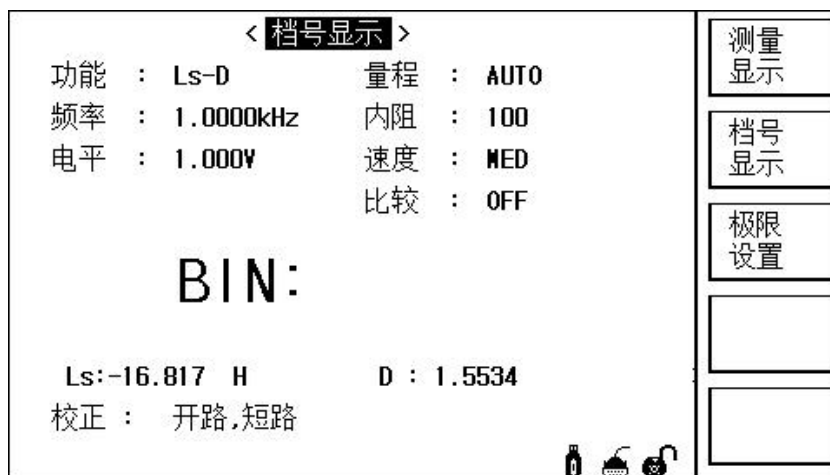 <档号显示>
功能 : Ls-D 量程 : AUTO
频率 : 1.0000kHz 内阻 : 100
电平 : 1.000V 速度 : MED
比较 : OFF
BIN:
Ls:-16.817 H D : 1.5534
校正 : 开路,短路
测量
显示
档号
显示
极限
设置